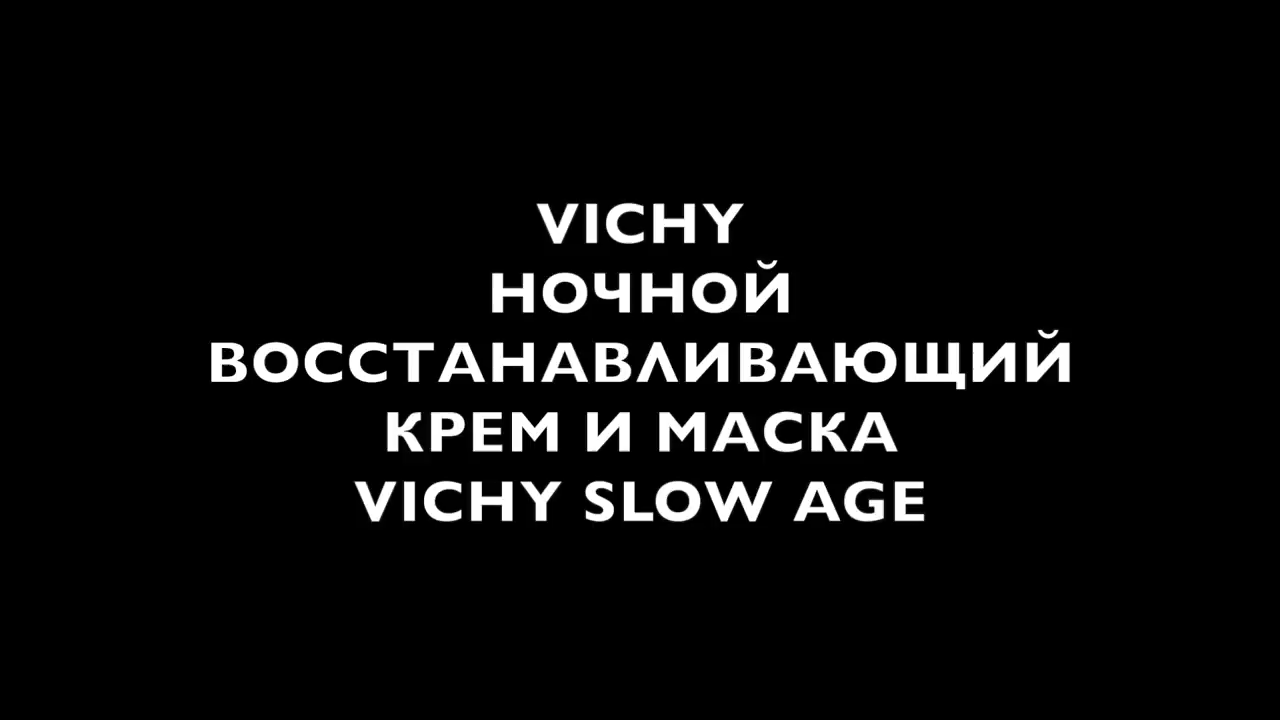 VICHY
НОЧНОЙ
ВОССТАНАВЛИВАЮЩИЙ
КРЕМ И МАСКА
VICHY SLOW AGE